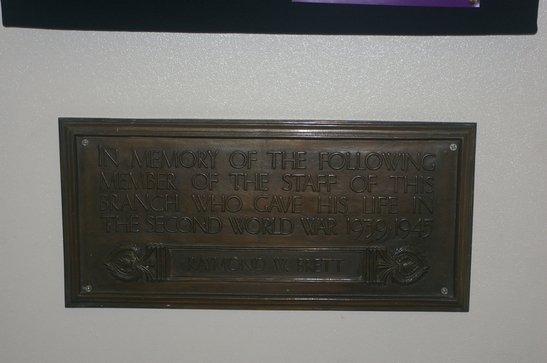 IN MEMORY OF THE FOLLOWING
MEMBER OF THE STAFF OF THIS
BRANCH WHO GAVE HIS LIFE IN
THE SECOND WORLD WAR 1939-1945
RAYMOND W. BRETT